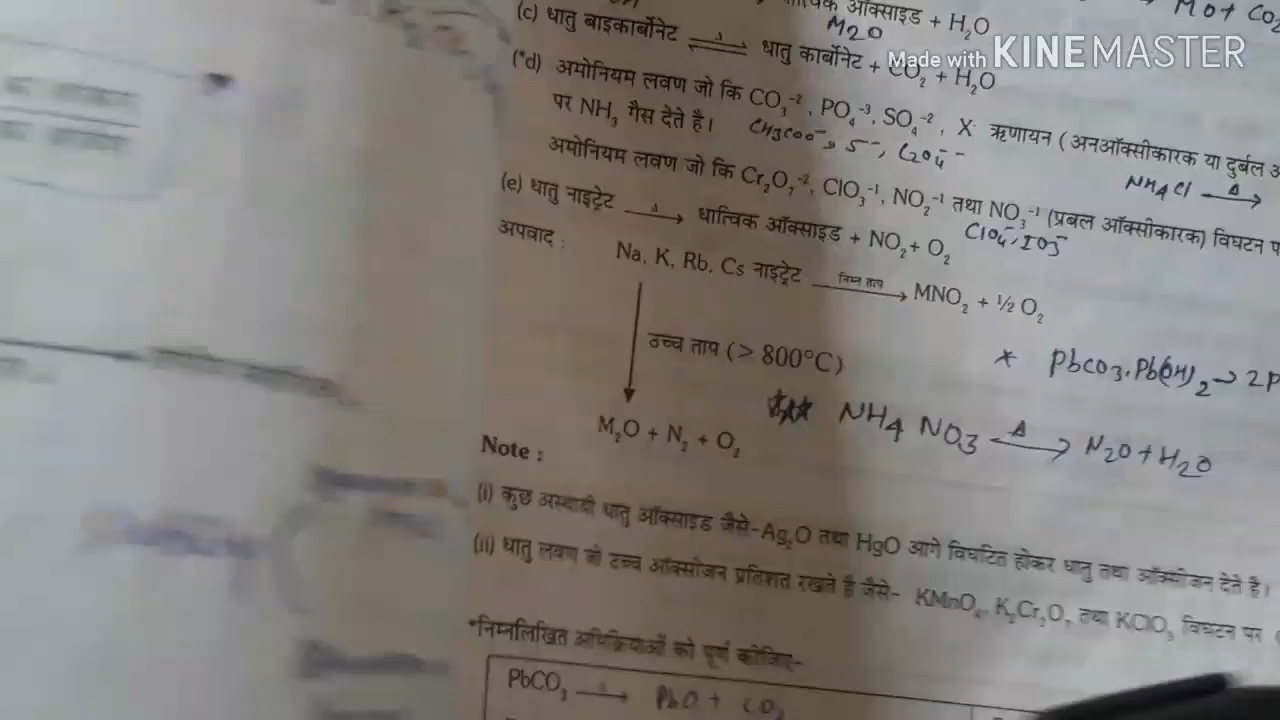 ऑक्साइड + H₂O
MO + CO₂
M₂O
(c) धातु बाइकार्बोनेट ⇌ धातु कार्बोनेट + CO₂ + H₂O
Made with KINEMASTER
(*d) अमोनियम लवण जो कि CO₃⁻², PO₄⁻³, SO₄⁻², X⁻ ऋणायन (अनऑक्सीकारक या दुर्बल
पर NH₃ गैस देते है।
CH₃COO⁻, S⁻⁻, C₂O₄⁻⁻
NH₄Cl —Δ→
अमोनियम लवण जो कि Cr₂O₇⁻², ClO₃⁻¹, NO₂⁻¹ तथा NO₃⁻¹ (प्रबल ऑक्सीकारक) विघटन
ClO₄⁻, IO₃⁻
(e) धातु नाइट्रेट —Δ→ धात्विक ऑक्साइड + NO₂ + O₂
अपवाद : Na, K, Rb, Cs नाइट्रेट —निम्न ताप→ MNO₂ + ½ O₂
उच्च ताप (> 800°C)
* PbCO₃.Pb(OH)₂ → 2P
M₂O + N₂ + O₂
NH₄NO₃ —Δ→ N₂O + H₂O
Note :
(i) कुछ अस्थायी धातु ऑक्साइड जैसे-Ag₂O तथा HgO आगे विघटित होकर धातु तथा ऑक्सीजन देते है।
(ii) धातु लवण जो उच्च ऑक्सीजन प्रतिशत रखते है जैसे- KMnO₄, K₂Cr₂O₇ तथा KClO₃ विघटन पर
*निम्नलिखित अभिक्रियाओं को पूर्ण कीजिए-
PbCO₃ —Δ→ PbO + CO₂